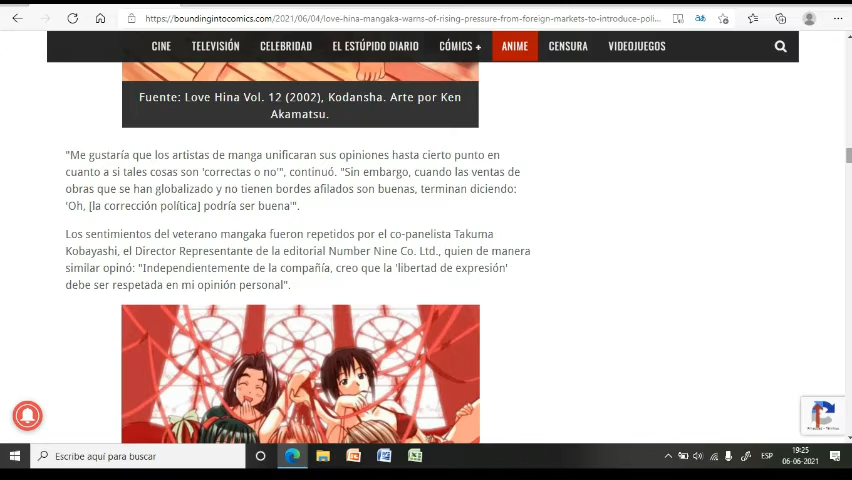 https://boundingintocomics.com/2021/06/04/love-hina-mangaka-warns-of-rising-pressure-from-foreign-markets-to-introduce-poli...
CINE TELEVISIÓN CELEBRIDAD EL ESTÚPIDO DIARIO CÓMICS + ANIME CENSURA VIDEOJUEGOS
Fuente: Love Hina Vol. 12 (2002), Kodansha. Arte por Ken
Akamatsu.
"Me gustaría que los artistas de manga unificaran sus opiniones hasta cierto punto en
cuanto a si tales cosas son 'correctas o no'", continuó. "Sin embargo, cuando las ventas de
obras que se han globalizado y no tienen bordes afilados son buenas, terminan diciendo:
'Oh, [la corrección política] podría ser buena'".
Los sentimientos del veterano mangaka fueron repetidos por el co-panelista Takuma
Kobayashi, el Director Representante de la editorial Number Nine Co. Ltd., quien de manera
similar opinó: "Independientemente de la compañía, creo que la 'libertad de expresión'
debe ser respetada en mi opinión personal".
Escribe aquí para buscar
ESP
19:25
06-06-2021